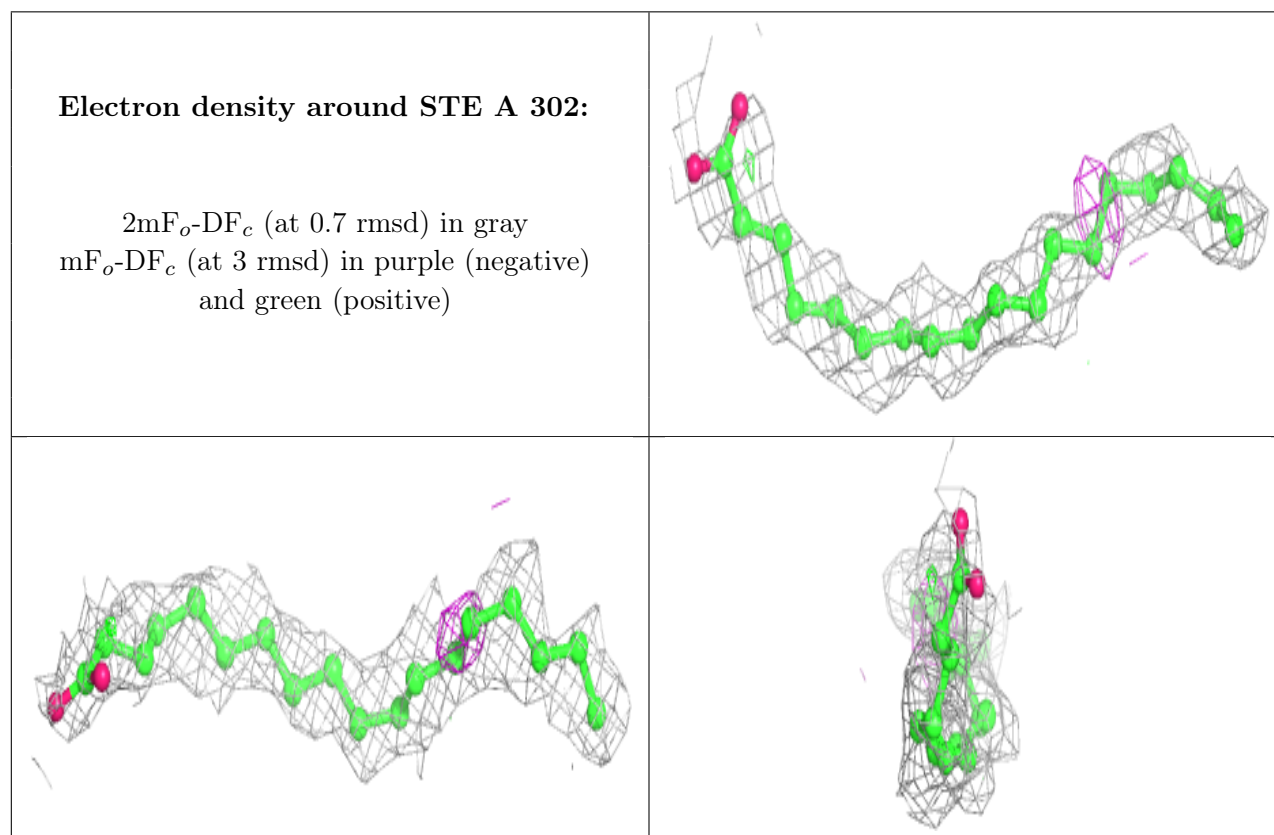 Electron density around STE A 302:
2mFo-DFc (at 0.7 rmsd) in gray
mFo-DFc (at 3 rmsd) in purple (negative)
and green (positive)